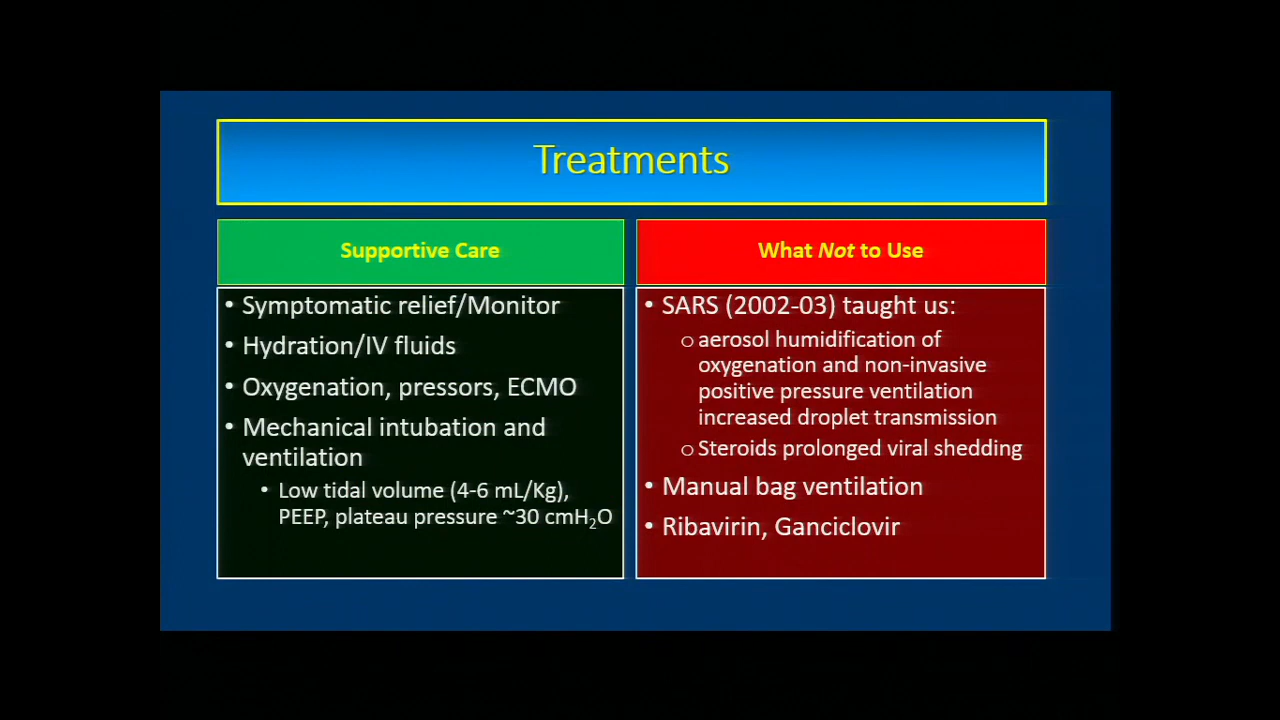 Treatments
Supportive Care
• Symptomatic relief/Monitor
• Hydration/IV fluids
• Oxygenation, pressors, ECMO
• Mechanical intubation and
ventilation
• Low tidal volume (4-6 mL/Kg),
PEEP, plateau pressure ~30 cmH₂O
What Not to Use
• SARS (2002-03) taught us:
o aerosol humidification of
oxygenation and non-invasive
positive pressure ventilation
increased droplet transmission
o Steroids prolonged viral shedding
• Manual bag ventilation
• Ribavirin, Ganciclovir